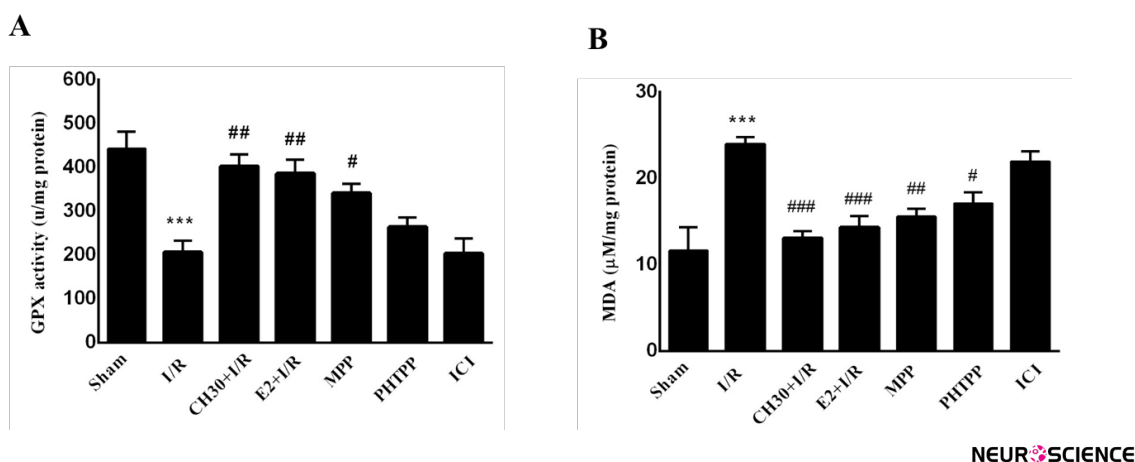 A
B
GPX activity (u/mg protein)
600
500
400
300
200
100
0
***
##
##
#
Sham
I/R
CH30+I/R
E2+I/R
MPP
PHTPP
ICI
MDA (µM/mg protein)
30
20
10
0
***
###
###
##
#
Sham
I/R
CH30+I/R
E2+I/R
MPP
PHTPP
ICI
NEUROSCIENCE